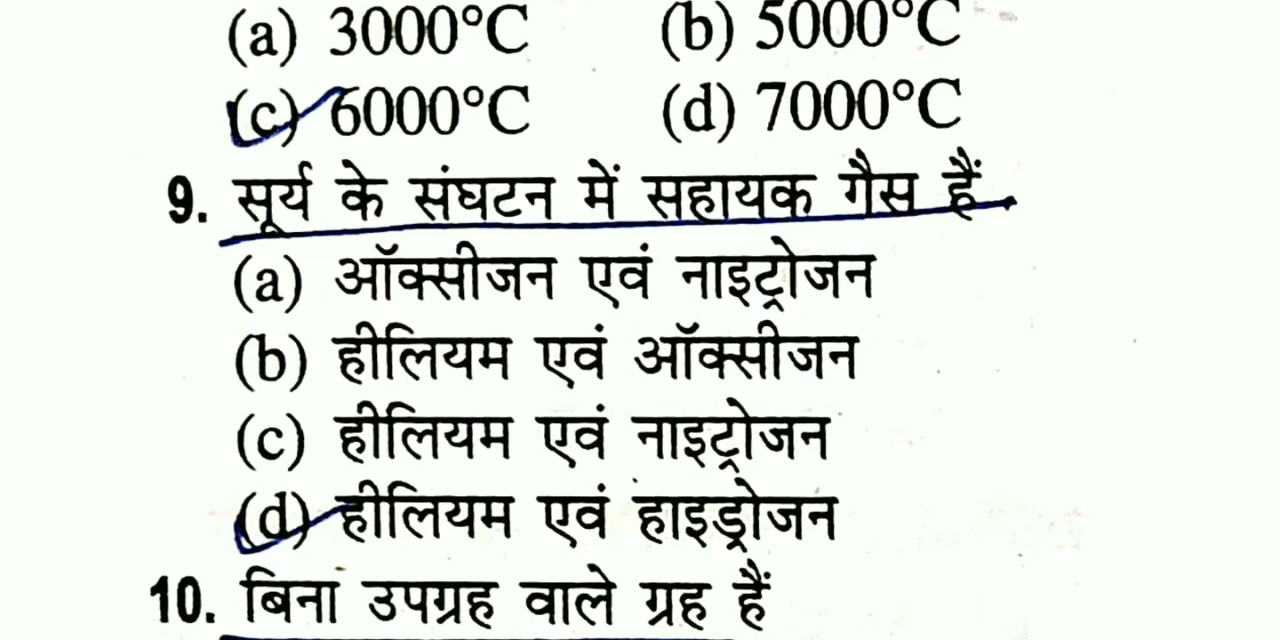 (a) 3000°C (b) 5000°C
(c) 6000°C (d) 7000°C
9. सूर्य के संघटन में सहायक गैस हैं
(a) ऑक्सीजन एवं नाइट्रोजन
(b) हीलियम एवं ऑक्सीजन
(c) हीलियम एवं नाइट्रोजन
(d) हीलियम एवं हाइड्रोजन
10. बिना उपग्रह वाले ग्रह हैं